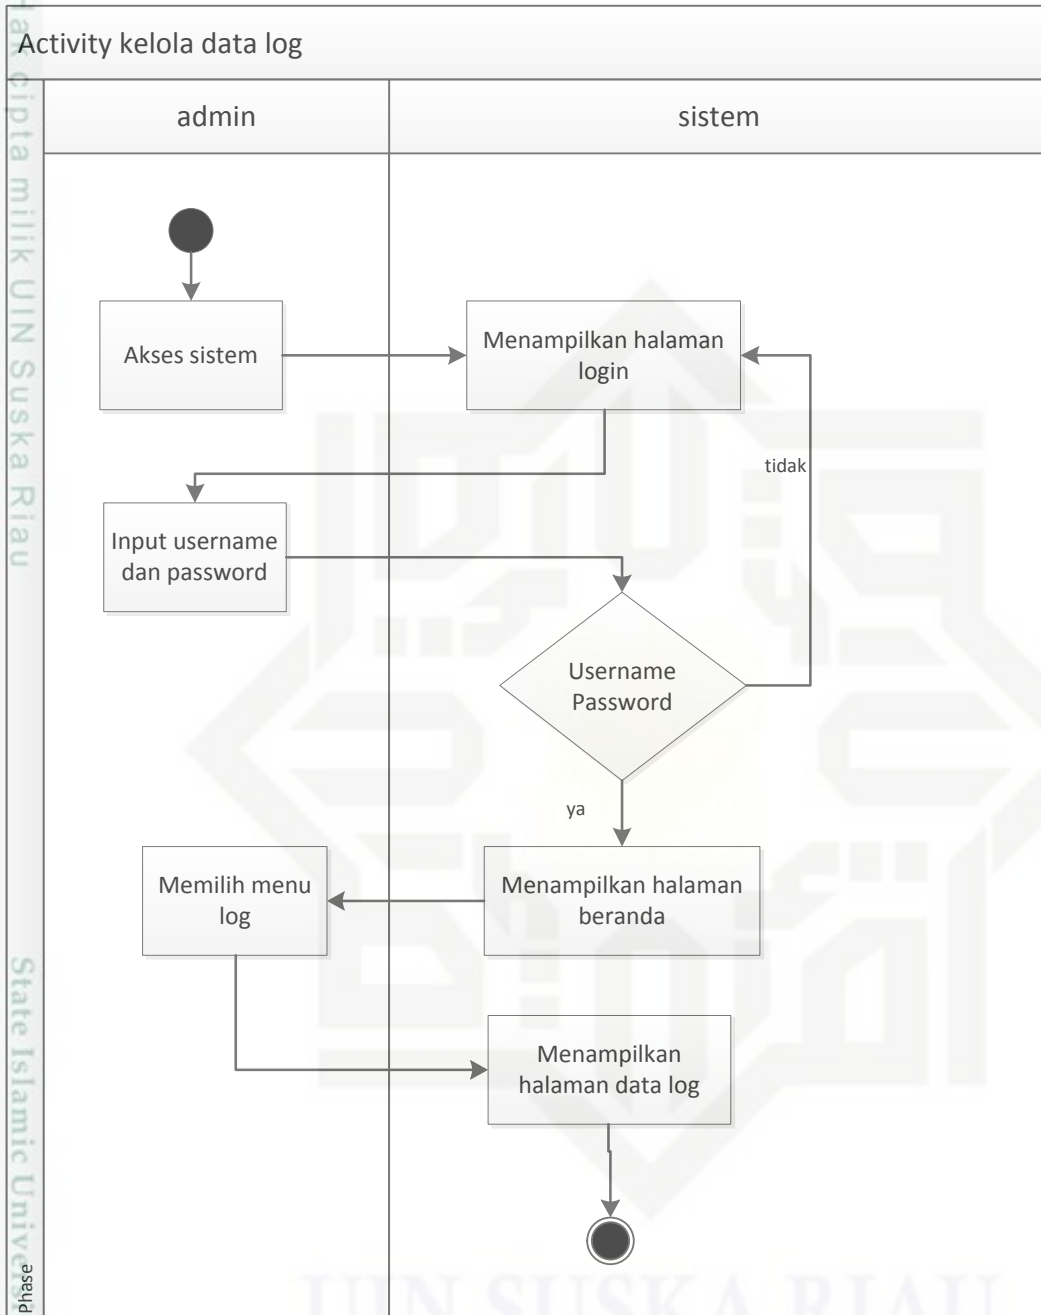 Activity kelola data log
admin
sistem
Akses sistem
Menampilkan halaman
login
tidak
Input username
dan password
Username
Password
ya
Memilih menu
log
Menampilkan halaman
beranda
Menampilkan
halaman data log
Phase
Hak cipta milik UIN Suska Riau
State Islamic
UIN SUSKA RIAU